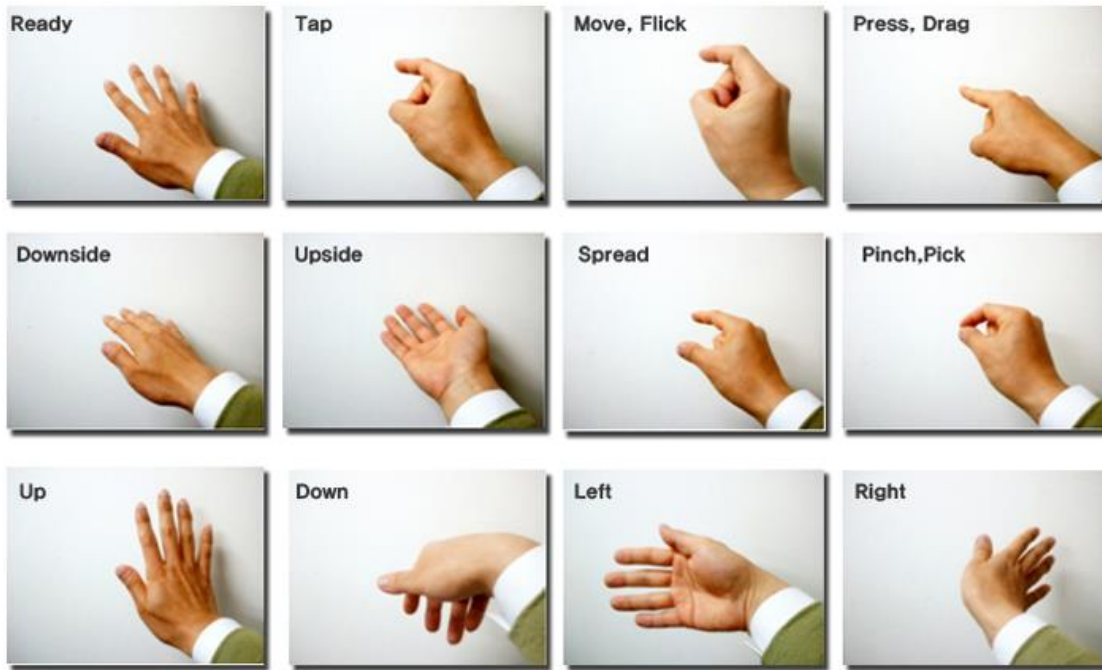 Ready
Tap
Move, Flick
Press, Drag
Downside
Upside
Spread
Pinch,Pick
Up
Down
Left
Right